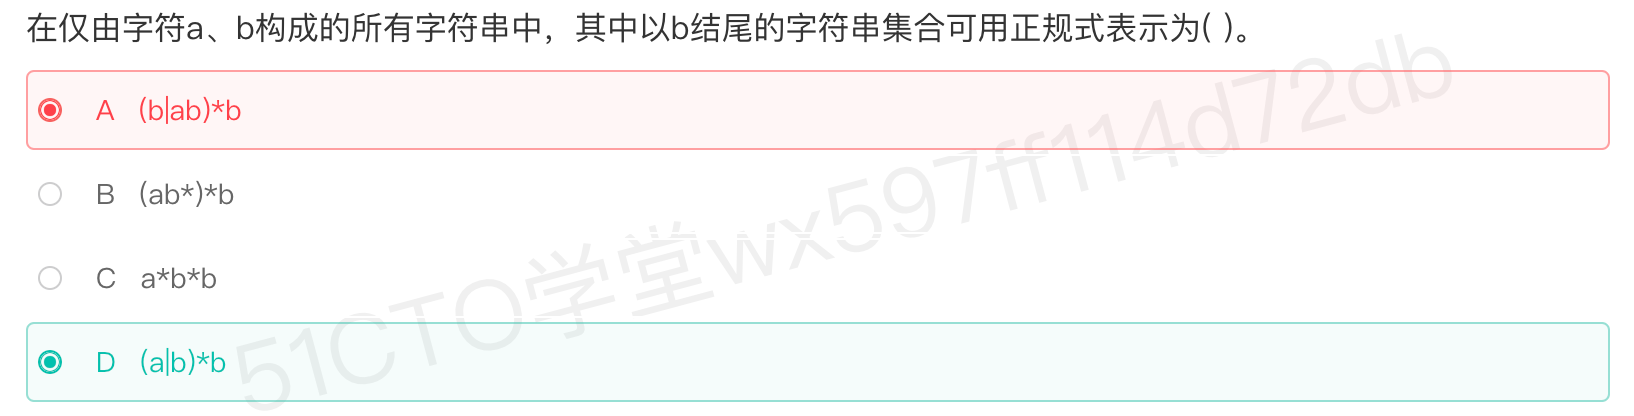 在仅由字符a、b构成的所有字符串中，其中以b结尾的字符串集合可用正规式表示为( )。
A (b|ab)*b
B (ab*)*b
C a*b*b
D (a|b)*b
51CTO学堂wx597ff114d72db